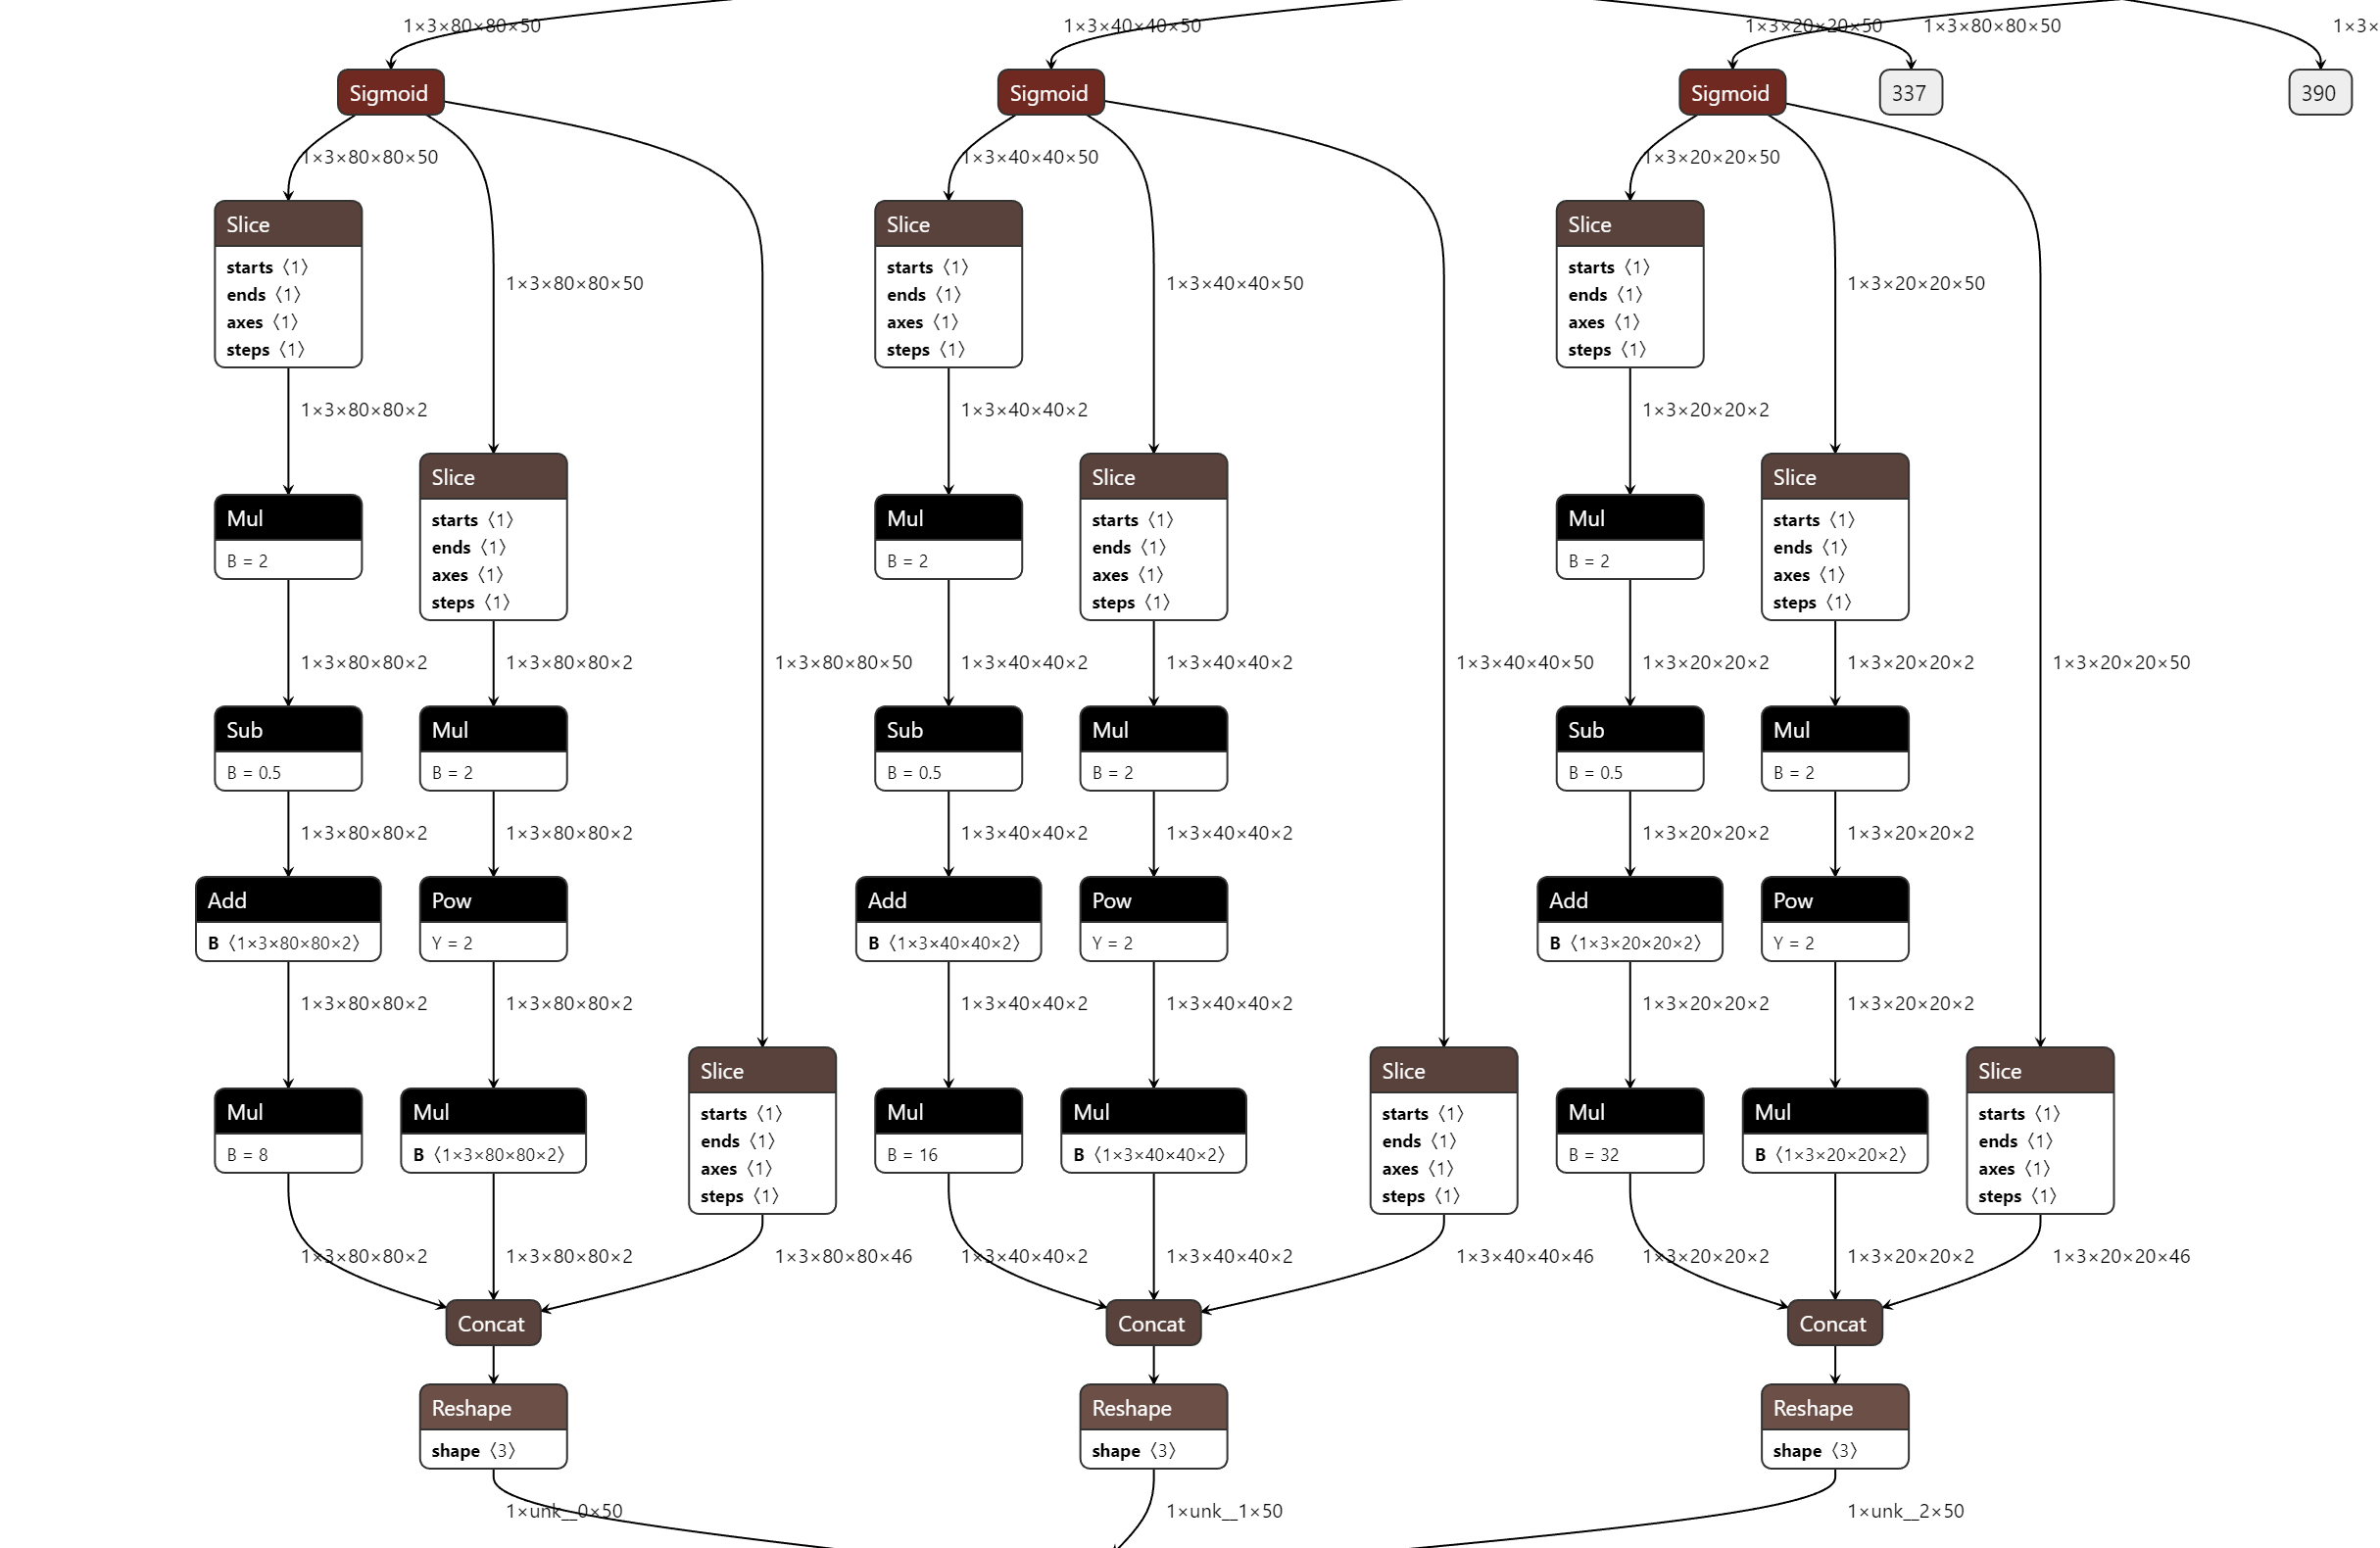 1×3×80×80×50
1×3×40×40×50
1×3×20×20×50
1×3×80×80×50
1×3×
Sigmoid
Sigmoid
Sigmoid
337
390
1×3×80×80×50
1×3×40×40×50
1×3×20×20×50
Slice
starts 〈1〉
ends 〈1〉
axes 〈1〉
steps 〈1〉
1×3×80×80×50
Slice
starts 〈1〉
ends 〈1〉
axes 〈1〉
steps 〈1〉
1×3×40×40×50
Slice
starts 〈1〉
ends 〈1〉
axes 〈1〉
steps 〈1〉
1×3×20×20×50
1×3×80×80×2
1×3×40×40×2
1×3×20×20×2
Mul
B = 2
Slice
starts 〈1〉
ends 〈1〉
axes 〈1〉
steps 〈1〉
Mul
B = 2
Slice
starts 〈1〉
ends 〈1〉
axes 〈1〉
steps 〈1〉
Mul
B = 2
Slice
starts 〈1〉
ends 〈1〉
axes 〈1〉
steps 〈1〉
1×3×80×80×2
1×3×80×80×2
1×3×80×80×50
1×3×40×40×2
1×3×40×40×2
1×3×40×40×50
1×3×20×20×2
1×3×20×20×2
1×3×20×20×50
Sub
B = 0.5
Mul
B = 2
Sub
B = 0.5
Mul
B = 2
Sub
B = 0.5
Mul
B = 2
1×3×80×80×2
1×3×80×80×2
1×3×40×40×2
1×3×40×40×2
1×3×20×20×2
1×3×20×20×2
Add
B 〈1×3×80×80×2〉
Pow
Y = 2
Add
B 〈1×3×40×40×2〉
Pow
Y = 2
Add
B 〈1×3×20×20×2〉
Pow
Y = 2
1×3×80×80×2
1×3×80×80×2
1×3×40×40×2
1×3×40×40×2
1×3×20×20×2
1×3×20×20×2
Mul
B = 8
Mul
B 〈1×3×80×80×2〉
Slice
starts 〈1〉
ends 〈1〉
axes 〈1〉
steps 〈1〉
Mul
B = 16
Mul
B 〈1×3×40×40×2〉
Slice
starts 〈1〉
ends 〈1〉
axes 〈1〉
steps 〈1〉
Mul
B = 32
Mul
B 〈1×3×20×20×2〉
Slice
starts 〈1〉
ends 〈1〉
axes 〈1〉
steps 〈1〉
1×3×80×80×2
1×3×80×80×2
1×3×80×80×46
1×3×40×40×2
1×3×40×40×2
1×3×40×40×46
1×3×20×20×2
1×3×20×20×2
1×3×20×20×46
Concat
Concat
Concat
Reshape
shape 〈3〉
Reshape
shape 〈3〉
Reshape
shape 〈3〉
1×unk__0×50
1×unk__1×50
1×unk__2×50